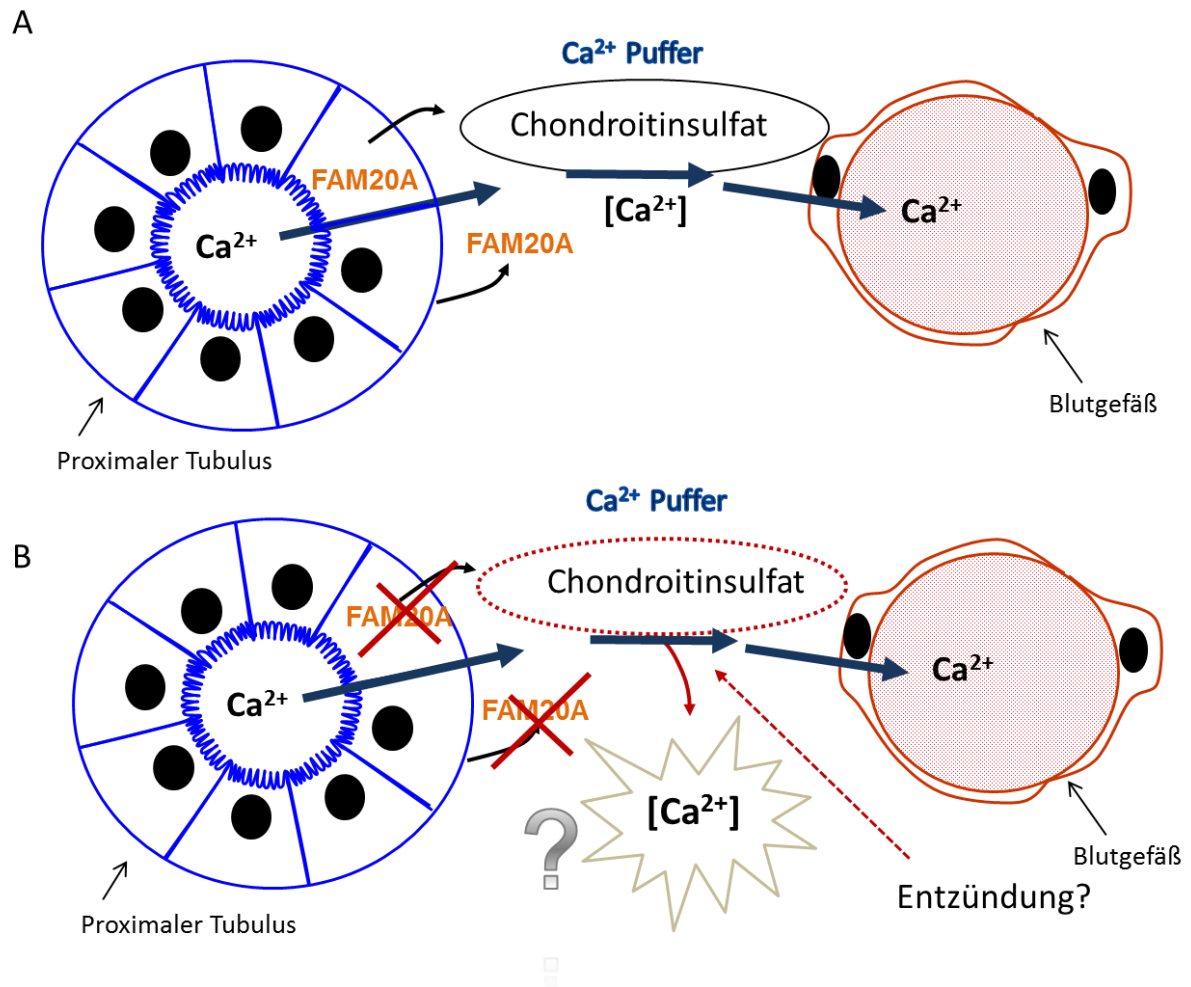 A
Ca²⁺ Puffer
Chondroitinsulfat
FAM20A
[Ca²⁺]
Ca²⁺
Ca²⁺
FAM20A
Blutgefäß
Proximaler Tubulus
B
Ca²⁺ Puffer
Chondroitinsulfat
FAM20A
Ca²⁺
Ca²⁺
FAM20A
[Ca²⁺]
?
Blutgefäß
Entzündung?
Proximaler Tubulus